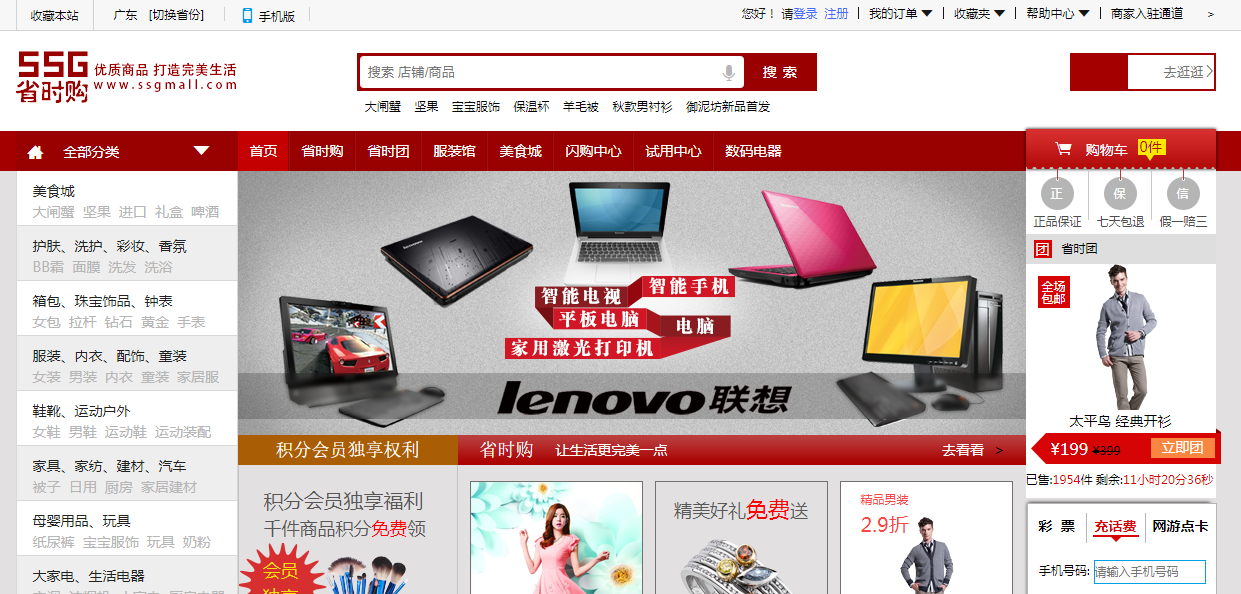 收藏本站 广东 [切换省份] 手机版 您好！ 请登录 注册 我的订单 收藏夹 帮助中心 商家入驻通道 >
SSG
省时购
优质商品 打造完美生活
www.ssgmall.com
搜索 店铺/商品 搜 索 去逛逛
大闸蟹 坚果 宝宝服饰 保温杯 羊毛被 秋款男衬衫 御泥坊新品首发
全部分类 首页 省时购 省时团 服装馆 美食城 闪购中心 试用中心 数码电器 购物车 0件
美食城
大闸蟹 坚果 进口 礼盒 啤酒
护肤、洗护、彩妆、香氛
BB霜 面膜 洗发 洗浴
箱包、珠宝饰品、钟表
女包 拉杆 钻石 黄金 手表
服装、内衣、配饰、童装
女装 男装 内衣 童装 家居服
鞋靴、运动户外
女鞋 男鞋 运动鞋 运动装配
家具、家纺、建材、汽车
被子 日用 厨房 家居建材
母婴用品、玩具
纸尿裤 宝宝服饰 玩具 奶粉
大家电、生活电器
智能电视 智能手机
平板电脑 电脑
家用激光打印机
lenovo联想
正 保 信
正品保证 七天包退 假一赔三
团 省时团
全场
包邮
太平鸟 经典开衫
¥199 ¥399 立即团
已售:1954件 剩余:11小时20分36秒
积分会员独享权利 省时购 让生活更完美一点 去看看 >
积分会员独享福利
千件商品积分免费领
会员
独享
精美好礼免费送
精品男装
2.9折
彩 票 充话费 网游点卡
手机号码: 请输入手机号码